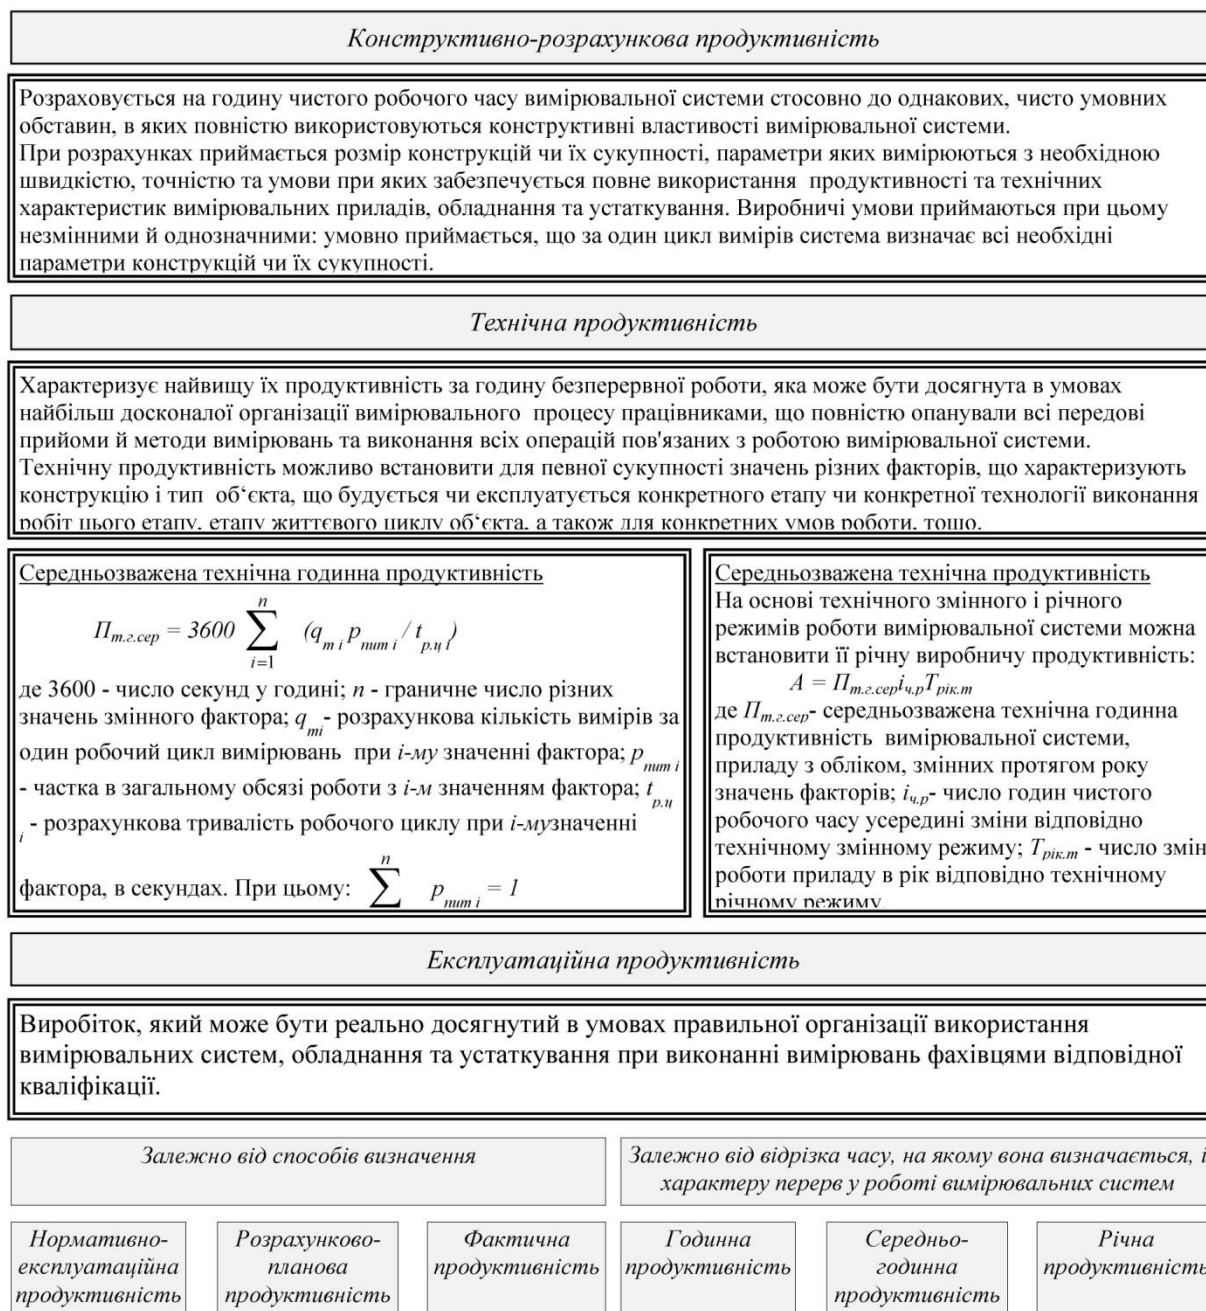 Конструктивно-розрахункова продуктивність
Розраховується на годину чистого робочого часу вимірювальної системи стосовно до однакових, чисто умовних
обставин, в яких повністю використовуються конструктивні властивості вимірювальної системи.
При розрахунках приймається розмір конструкцій чи їх сукупності, параметри яких вимірюються з необхідною
швидкістю, точністю та умови при яких забезпечується повне використання продуктивності та технічних
характеристик вимірювальних приладів, обладнання та устаткування. Виробничі умови приймаються при цьому
незмінними й однозначними: умовно приймається, що за один цикл вимірів система визначає всі необхідні
параметри конструкцій чи їх сукупності.
Технічна продуктивність
Характеризує найвищу їх продуктивність за годину безперервної роботи, яка може бути досягнута в умовах
найбільш досконалої організації вимірювального процесу працівниками, що повністю опанували всі передові
прийоми й методи вимірювань та виконання всіх операцій пов'язаних з роботою вимірювальної системи.
Технічну продуктивність можливо встановити для певної сукупності значень різних факторів, що характеризують
конструкцію і тип об‘єкта, що будується чи експлуатується конкретного етапу чи конкретної технології виконання
робіт цього етапу, етапу життєвого циклу об‘єкта, а також для конкретних умов роботи, тощо.
Середньозважена технічна годинна продуктивність
П т.г.сер = 3600 ∑ n i=1 (q т i p пит i / t р.ц i)
де 3600 - число секунд у годині; n - граничне число різних
значень змінного фактора; q ті - розрахункова кількість вимірів за
один робочий цикл вимірювань при і-му значенні фактора; p пит i
- частка в загальному обсязі роботи з і-м значенням фактора; t р.ц
i - розрахункова тривалість робочого циклу при і-музначенні
фактора, в секундах. При цьому: ∑ n p пит i = 1
Середньозважена технічна продуктивність
На основі технічного змінного і річного
режимів роботи вимірювальної системи можна
встановити її річну виробничу продуктивність:
А = П т.г.сер i ч.р Т рік.т
де П т.г.сер - середньозважена технічна годинна
продуктивність вимірювальної системи,
приладу з обліком, змінних протягом року
значень факторів; i ч.р - число годин чистого
робочого часу усередині зміни відповідно
технічному змінному режиму; Т рік.т - число змін
роботи приладу в рік відповідно технічному
річному режиму.
Експлуатаційна продуктивність
Виробіток, який може бути реально досягнутий в умовах правильної організації використання
вимірювальних систем, обладнання та устаткування при виконанні вимірювань фахівцями відповідної
кваліфікації.
Залежно від способів визначення
Залежно від відрізка часу, на якому вона визначається, і
характеру перерв у роботі вимірювальних систем
Нормативно-
експлуатаційна
продуктивність
Розрахунково-
планова
продуктивність
Фактична
продуктивність
Годинна
продуктивність
Середньо-
годинна
продуктивність
Річна
продуктивність